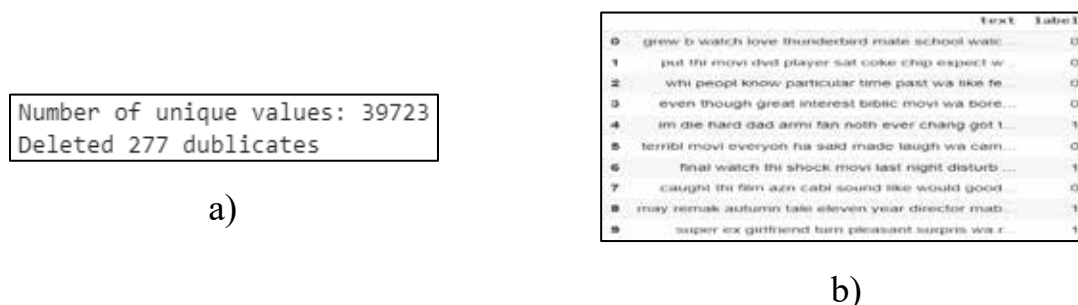 Number of unique values: 39723
Deleted 277 dublicates
a)
text label
0 grew b watch love thunderbird mate school watc... 0
1 put thi movi dvd player sat coke chip expect w... 0
2 whi peopl know particular time past wa like fe... 0
3 even though great interest biblic movi wa bore... 0
4 im die hard dad armi fan noth ever chang got t... 1
5 terribl movi everyon ha said made laugh wa cam... 0
6 final watch thi shock movi last night disturb ... 1
7 caught thi film azn cabl sound like would good... 0
8 may remak autumn tale eleven year director mab... 1
9 super ex girlfriend turn pleasant surpris wa r... 1
b)